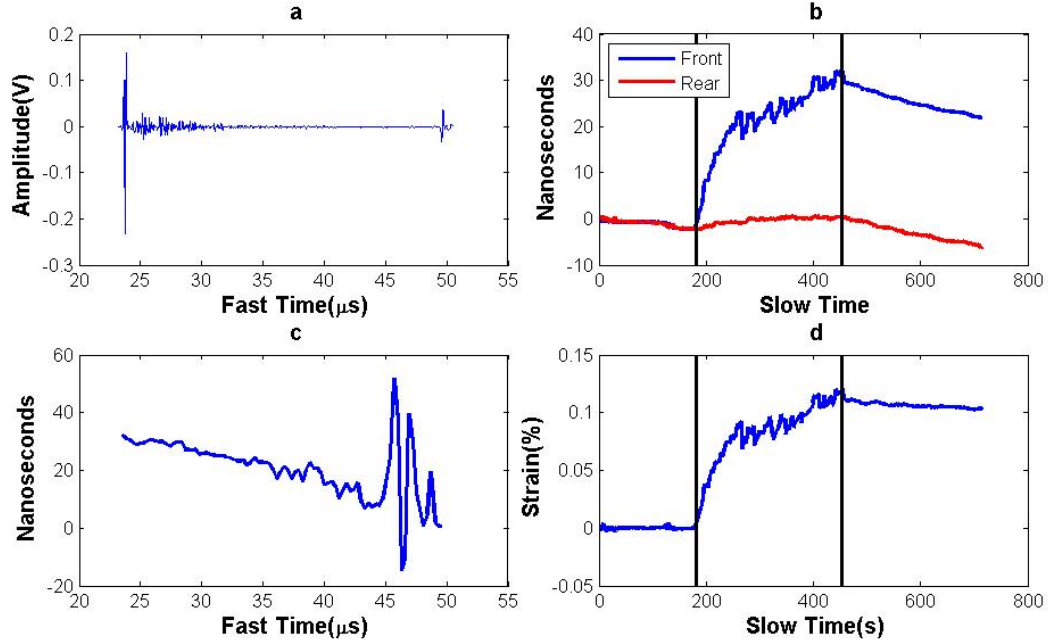 a
0.2
0.1
0
-0.1
-0.2
-0.3
Amplitude(V)
20 25 30 35 40 45 50 55
Fast Time(μs)
b
40
30
20
10
0
-10
Nanoseconds
Front
Rear
0 200 400 600 800
Slow Time
c
60
40
20
0
-20
Nanoseconds
20 25 30 35 40 45 50 55
Fast Time(μs)
d
0.15
0.1
0.05
0
-0.05
Strain(%)
0 200 400 600 800
Slow Time(s)